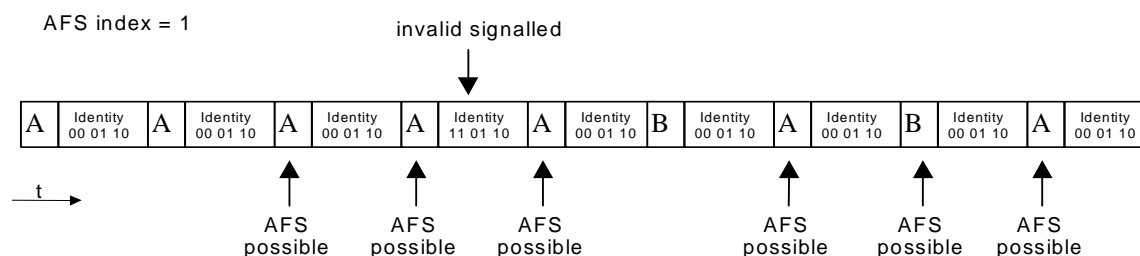 AFS index = 1
invalid signalled
A Identity 00 01 10 A Identity 00 01 10 A Identity 00 01 10 A Identity 11 01 10 A Identity 00 01 10 B Identity 00 01 10 A Identity 00 01 10 B Identity 00 01 10 A Identity 00 01 10
t
AFS possible AFS possible AFS possible AFS possible AFS possible AFS possible